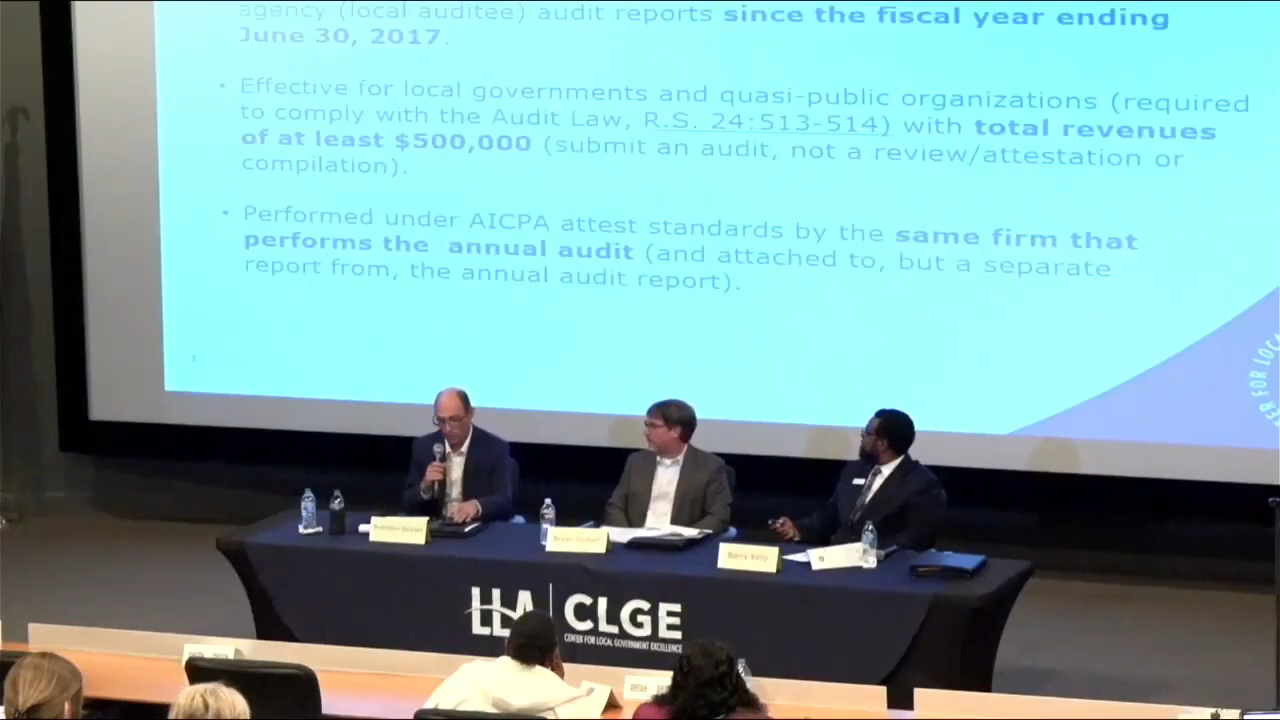 agency (local auditee) audit reports since the fiscal year ending
June 30, 2017.
• Effective for local governments and quasi-public organizations (required
to comply with the Audit Law, R.S. 24:513-514) with total revenues
of at least $500,000 (submit an audit, not a review/attestation or
compilation).
• Performed under AICPA attest standards by the same firm that
performs the annual audit (and attached to, but a separate
report from, the annual audit report).
FOR LOC
Barry Kelly
LLA CLGE
CENTER FOR LOCAL GOVERNMENT EXCELLENCE